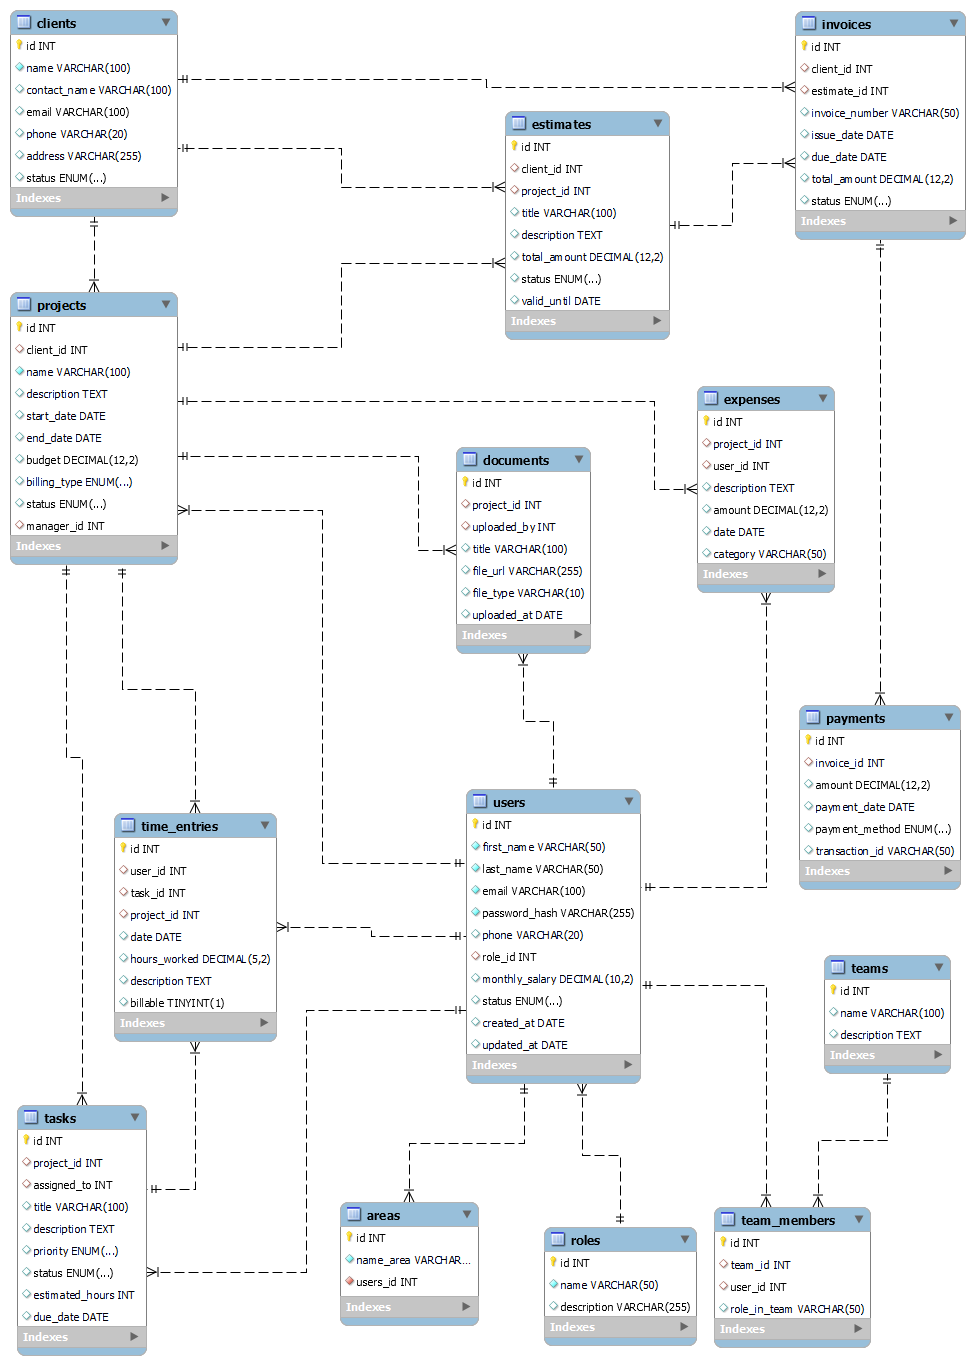 clients
id INT
name VARCHAR(100)
contact_name VARCHAR(100)
email VARCHAR(100)
phone VARCHAR(20)
address VARCHAR(255)
status ENUM(...)
Indexes
invoices
id INT
client_id INT
estimate_id INT
invoice_number VARCHAR(50)
issue_date DATE
due_date DATE
total_amount DECIMAL(12,2)
status ENUM(...)
Indexes
estimates
id INT
client_id INT
project_id INT
title VARCHAR(100)
description TEXT
total_amount DECIMAL(12,2)
status ENUM(...)
valid_until DATE
Indexes
projects
id INT
client_id INT
name VARCHAR(100)
description TEXT
start_date DATE
end_date DATE
budget DECIMAL(12,2)
billing_type ENUM(...)
status ENUM(...)
manager_id INT
Indexes
expenses
id INT
project_id INT
user_id INT
description TEXT
amount DECIMAL(12,2)
date DATE
category VARCHAR(50)
Indexes
documents
id INT
project_id INT
uploaded_by INT
title VARCHAR(100)
file_url VARCHAR(255)
file_type VARCHAR(10)
uploaded_at DATE
Indexes
payments
id INT
invoice_id INT
amount DECIMAL(12,2)
payment_date DATE
payment_method ENUM(...)
transaction_id VARCHAR(50)
Indexes
users
id INT
first_name VARCHAR(50)
last_name VARCHAR(50)
email VARCHAR(100)
password_hash VARCHAR(255)
phone VARCHAR(20)
role_id INT
monthly_salary DECIMAL(10,2)
status ENUM(...)
created_at DATE
updated_at DATE
Indexes
time_entries
id INT
user_id INT
task_id INT
project_id INT
date DATE
hours_worked DECIMAL(5,2)
description TEXT
billable TINYINT(1)
Indexes
teams
id INT
name VARCHAR(100)
description TEXT
Indexes
tasks
id INT
project_id INT
assigned_to INT
title VARCHAR(100)
description TEXT
priority ENUM(...)
status ENUM(...)
estimated_hours INT
due_date DATE
Indexes
areas
id INT
name_area VARCHAR...
users_id INT
Indexes
roles
id INT
name VARCHAR(50)
description VARCHAR(255)
Indexes
team_members
id INT
team_id INT
user_id INT
role_in_team VARCHAR(50)
Indexes